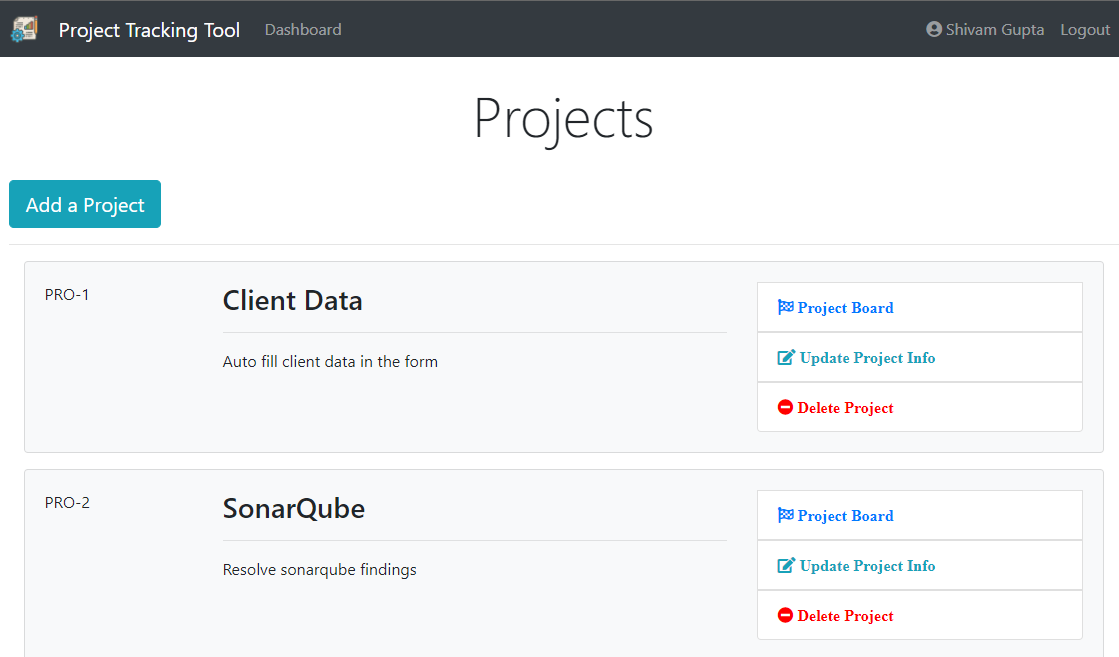 Project Tracking Tool Dashboard Shivam Gupta Logout
Projects
Add a Project
PRO-1
Client Data
Auto fill client data in the form
Project Board
Update Project Info
Delete Project
PRO-2
SonarQube
Resolve sonarqube findings
Project Board
Update Project Info
Delete Project